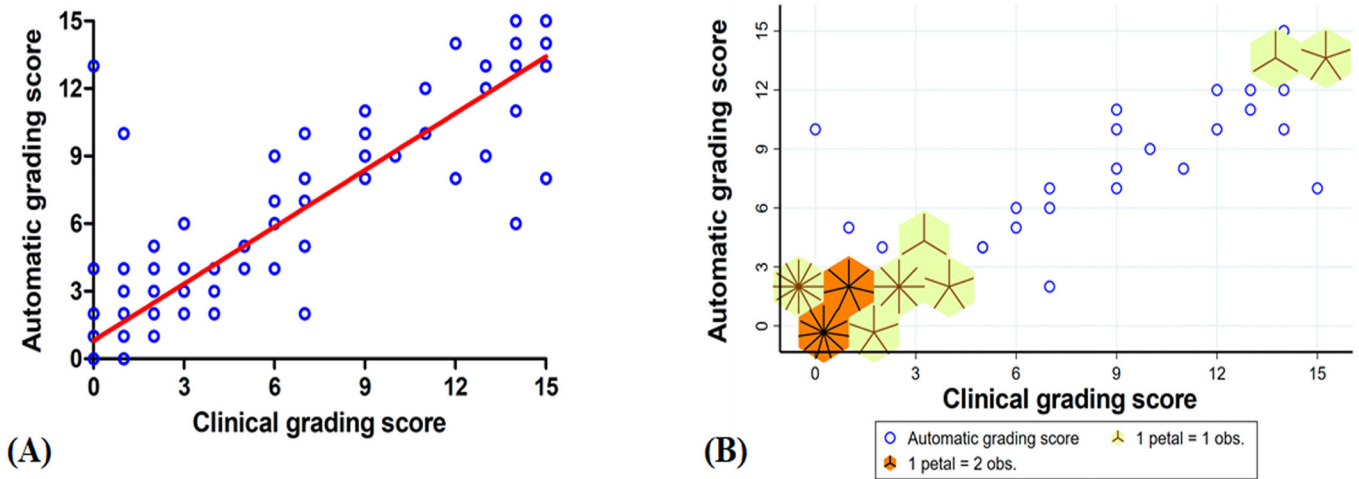 Automatic grading score
15
12
9
6
3
0
0 3 6 9 12 15
Clinical grading score
(A)
Automatic grading score
15
12
9
6
3
0
0 3 6 9 12 15
Clinical grading score
Automatic grading score 1 petal = 1 obs.
1 petal = 2 obs.
(B)